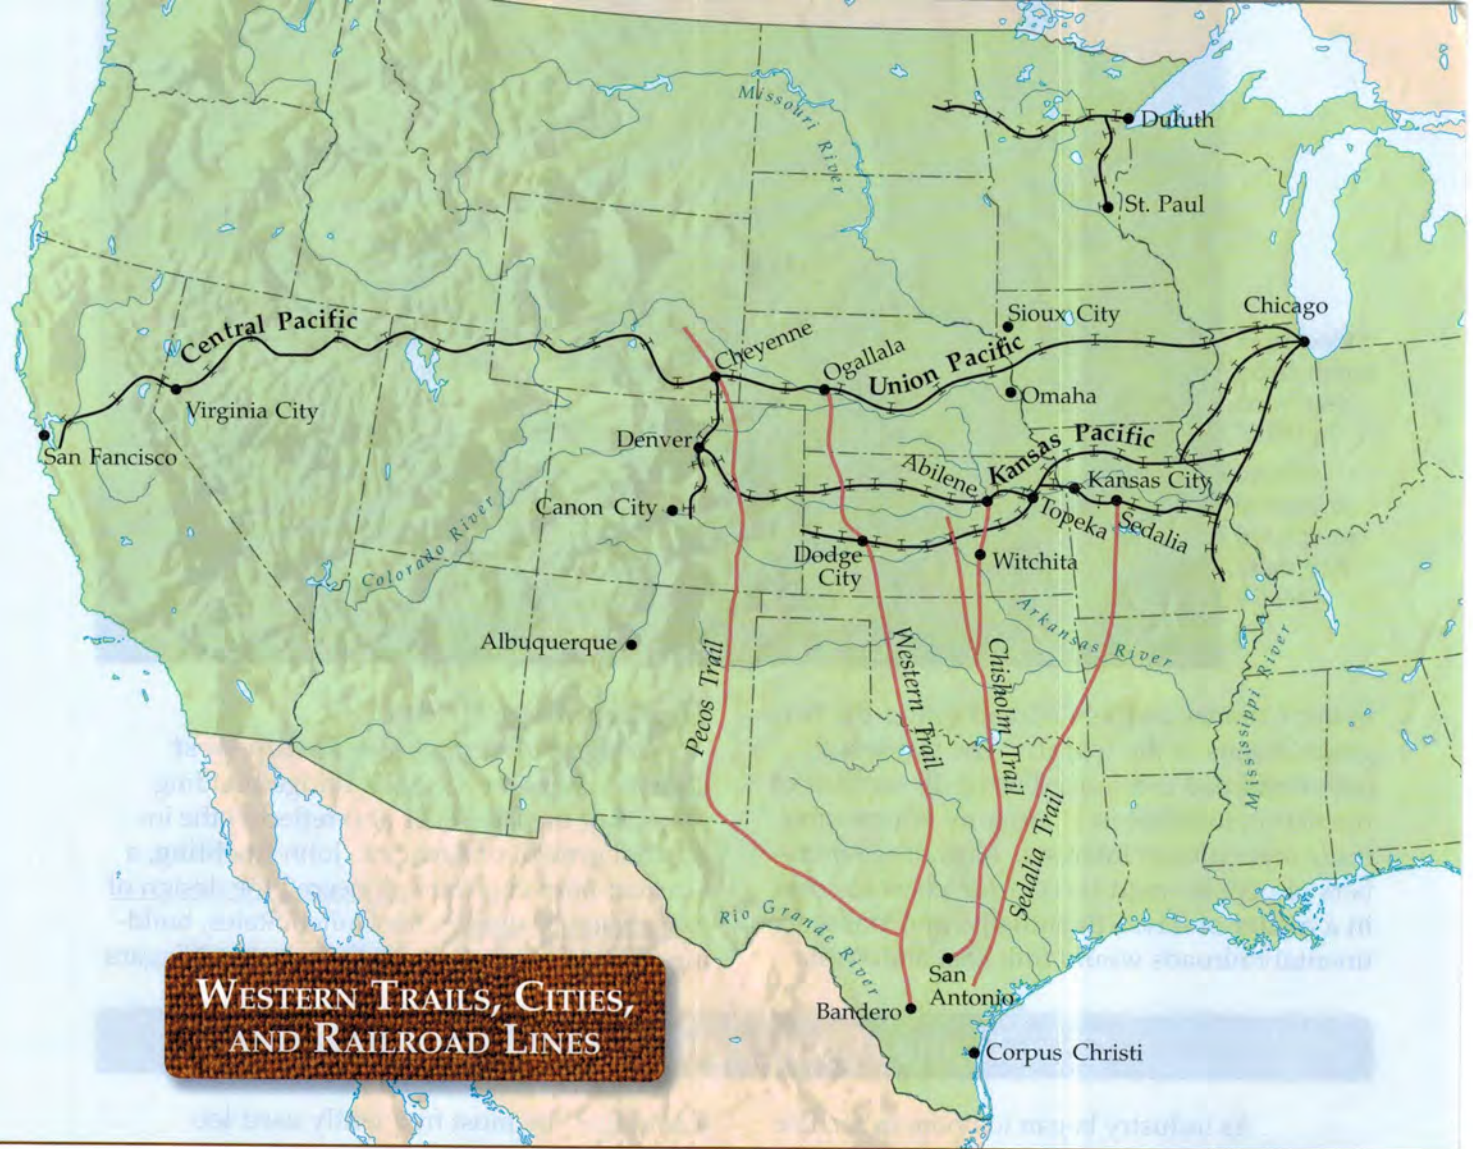 Missouri River
Duluth
St. Paul
Sioux City
Chicago
Central Pacific
Cheyenne
Ogallala
Union Pacific
Omaha
Virginia City
San Fancisco
Denver
Abilene
Kansas Pacific
Kansas City
Canon City
Topeka
Sedalia
Colorado River
Dodge
City
Witchita
Arkansas River
Albuquerque
Pecos Trail
Western Trail
Chisholm Trail
Sedalia Trail
Mississippi River
Rio Grande River
San
Antonio
Bandero
Corpus Christi
WESTERN TRAILS, CITIES,
AND RAILROAD LINES